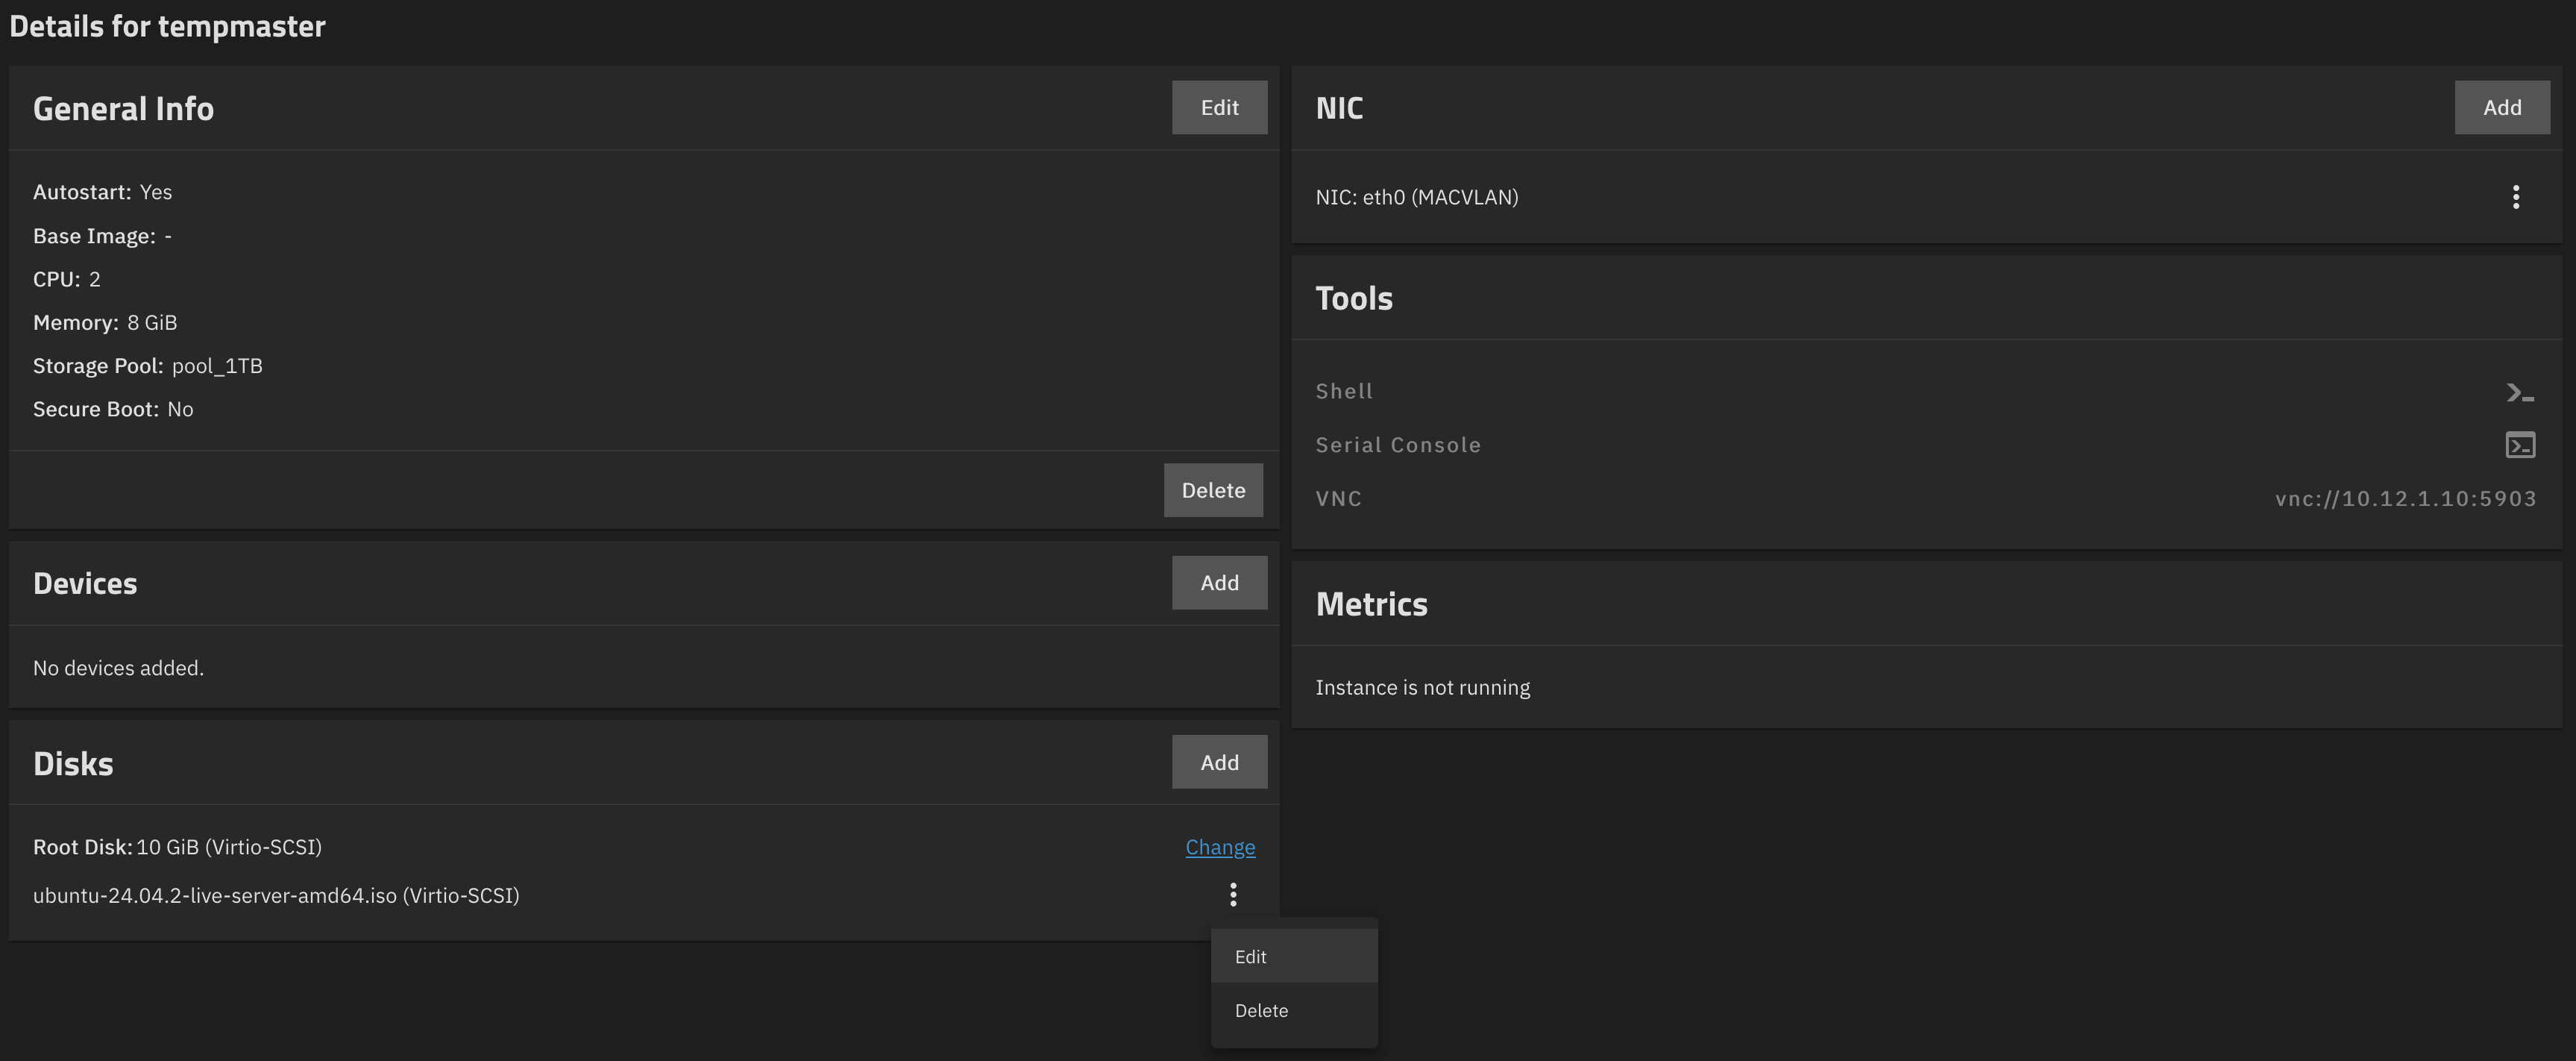 Details for tempmaster
General Info
Edit
Autostart: Yes
Base Image: -
CPU: 2
Memory: 8 GiB
Storage Pool: pool_1TB
Secure Boot: No
Delete
Devices
Add
No devices added.
Disks
Add
Root Disk: 10 GiB (Virtio-SCSI)
Change
ubuntu-24.04.2-live-server-amd64.iso (Virtio-SCSI)
Edit
Delete
NIC
Add
NIC: eth0 (MACVLAN)
Tools
Shell
Serial Console
VNC
vnc://10.12.1.10:5903
Metrics
Instance is not running